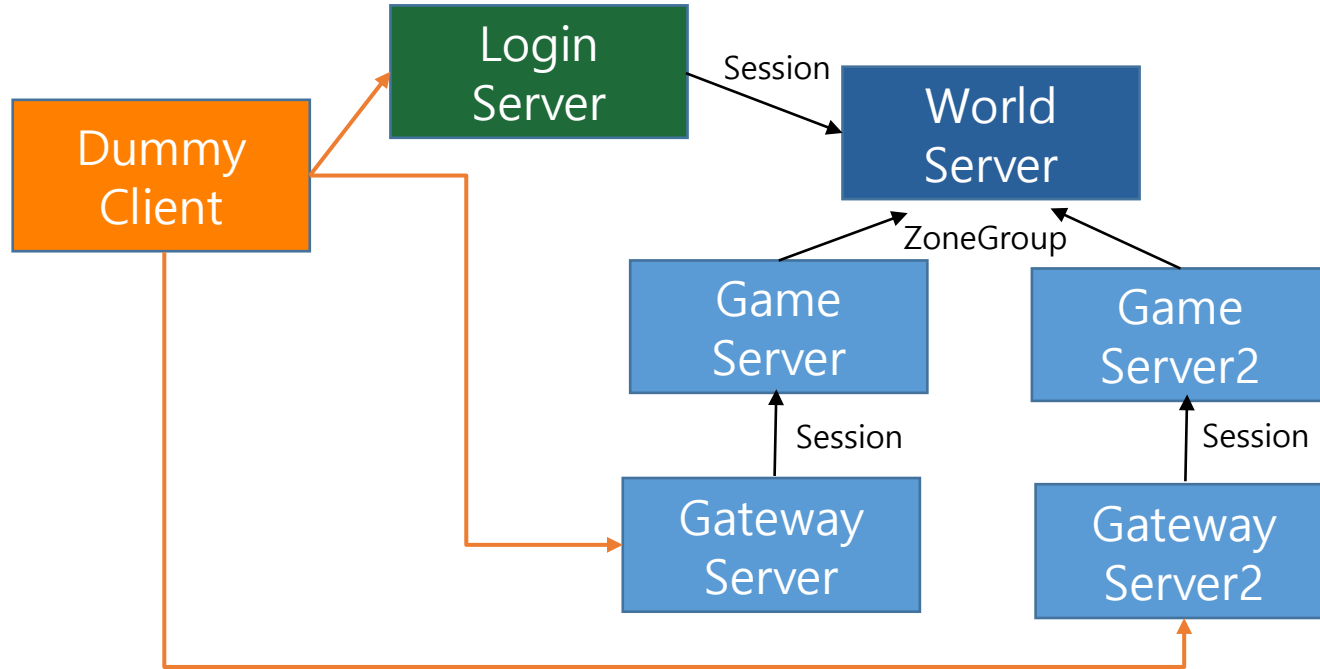 Login
Server
Session
World
Server
Dummy
Client
ZoneGroup
Game
Server
Game
Server2
Session
Session
Gateway
Server
Gateway
Server2